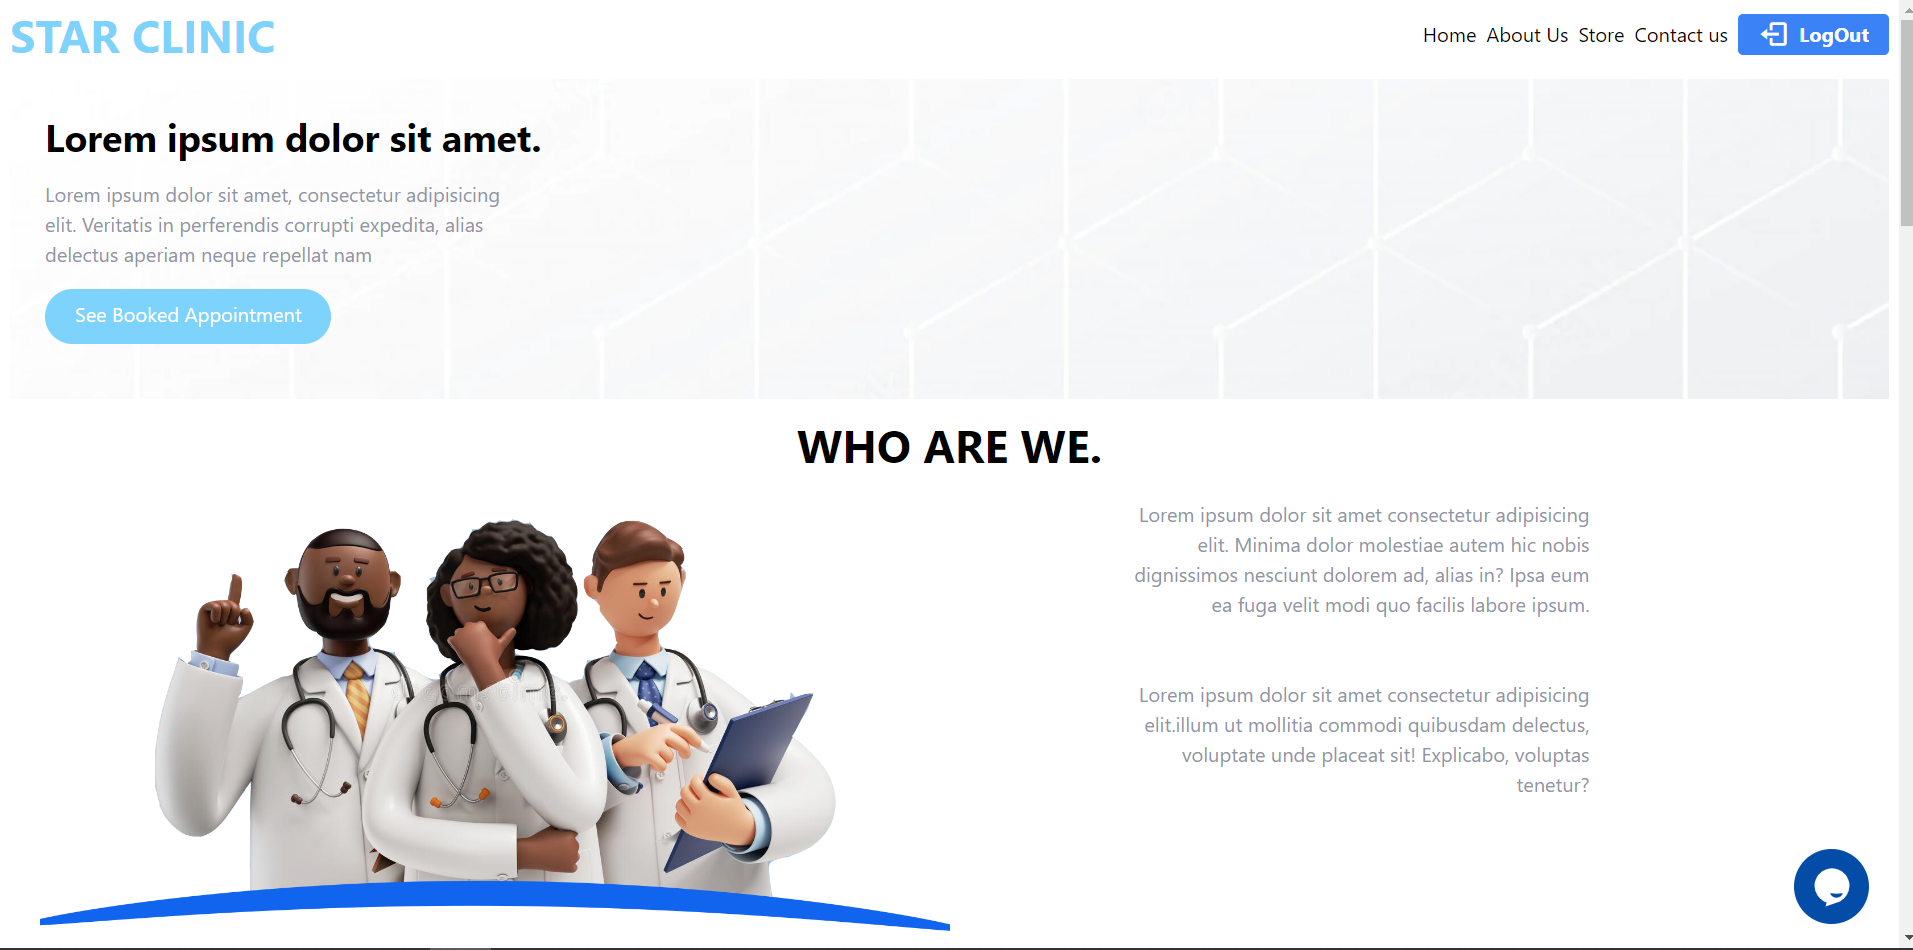 STAR CLINIC
Home About Us Store Contact us LogOut
Lorem ipsum dolor sit amet.
Lorem ipsum dolor sit amet, consectetur adipisicing
elit. Veritatis in perferendis corrupti expedita, alias
delectus aperiam neque repellat nam
See Booked Appointment
WHO ARE WE.
Lorem ipsum dolor sit amet consectetur adipisicing
elit. Minima dolor molestiae autem hic nobis
dignissimos nesciunt dolorem ad, alias in? Ipsa eum
ea fuga velit modi quo facilis labore ipsum.
Lorem ipsum dolor sit amet consectetur adipisicing
elit.illum ut mollitia commodi quibusdam delectus,
voluptate unde placeat sit! Explicabo, voluptas
tenetur?